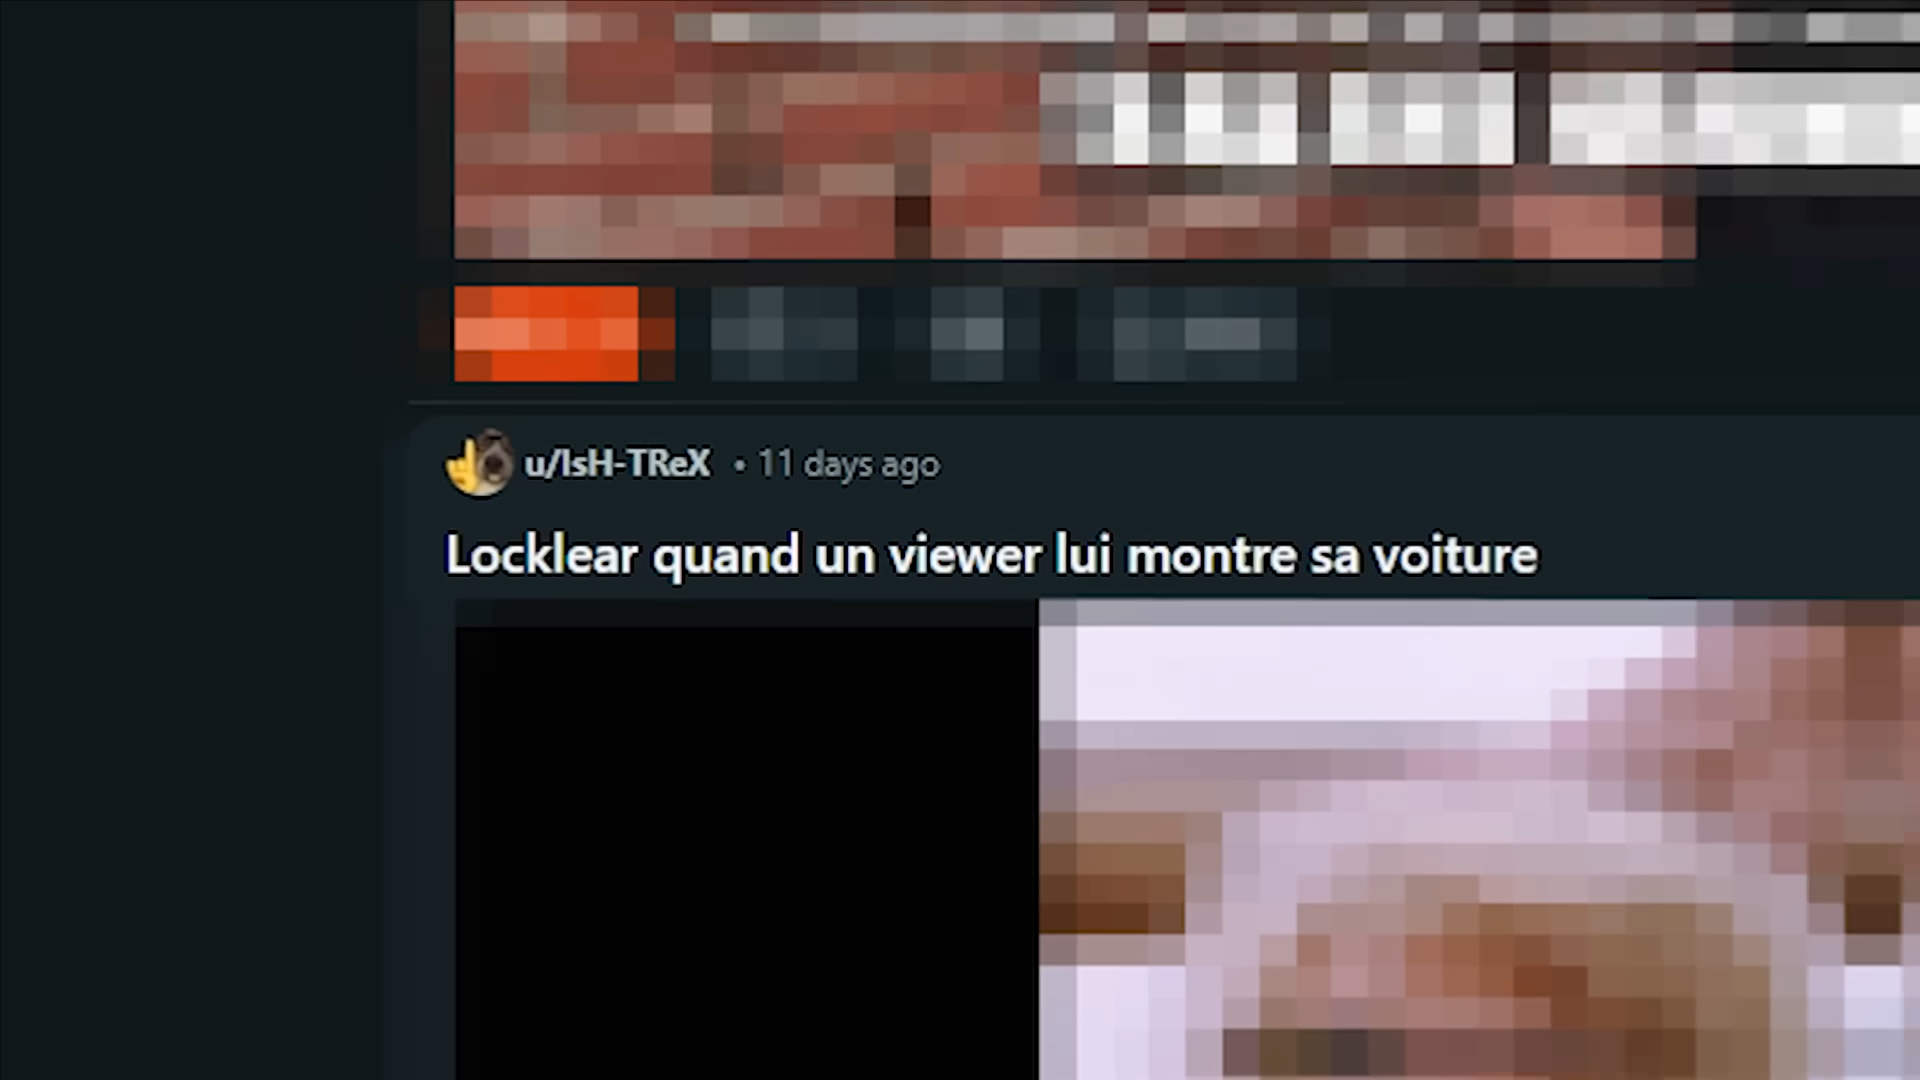 u/IsH-TReX • 11 days ago
Locklear quand un viewer lui montre sa voiture